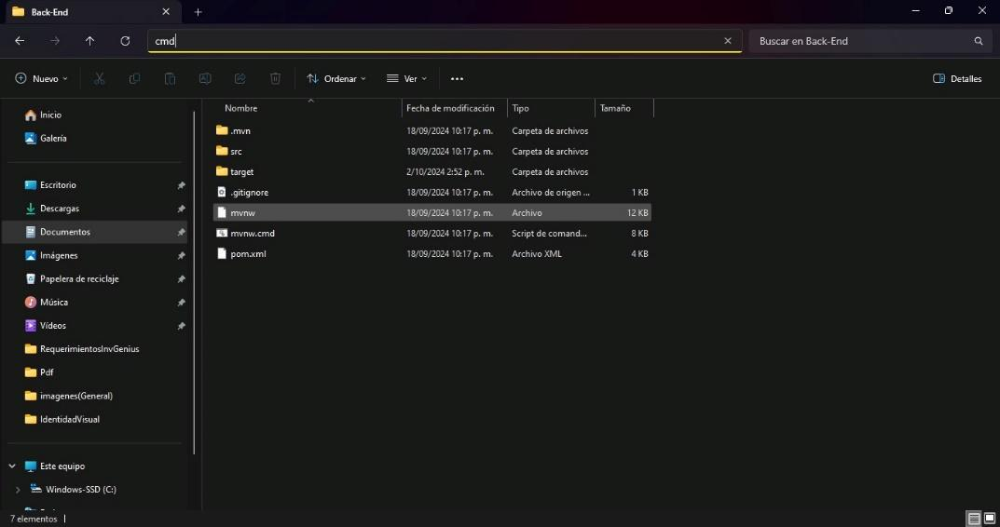 Back-End
cmd
Buscar en Back-End
Nuevo
Ordenar
Ver
Detalles
Inicio
Galería
Escritorio
Descargas
Documentos
Imágenes
Papelera de reciclaje
Música
Vídeos
RequerimientosInvGenius
Pdf
imagenes(General)
IdentidadVisual
Este equipo
Windows-SSD (C:)
Nombre Fecha de modificación Tipo Tamaño
.mvn 18/09/2024 10:17 p. m. Carpeta de archivos
src 18/09/2024 10:17 p. m. Carpeta de archivos
target 2/10/2024 2:52 p. m. Carpeta de archivos
.gitignore 18/09/2024 10:17 p. m. Archivo de origen ... 1 KB
mvnw 18/09/2024 10:17 p. m. Archivo 12 KB
mvnw.cmd 18/09/2024 10:17 p. m. Script de comand... 8 KB
pom.xml 18/09/2024 10:17 p. m. Archivo XML 4 KB
7 elementos